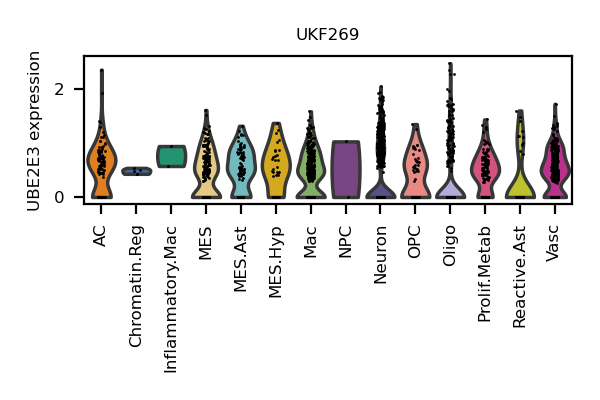 UKF269
UBE2E3 expression
2
0
AC
Chromatin.Reg
Inflammatory.Mac
MES
MES.Ast
MES.Hyp
Mac
NPC
Neuron
OPC
Oligo
Prolif.Metab
Reactive.Ast
Vasc